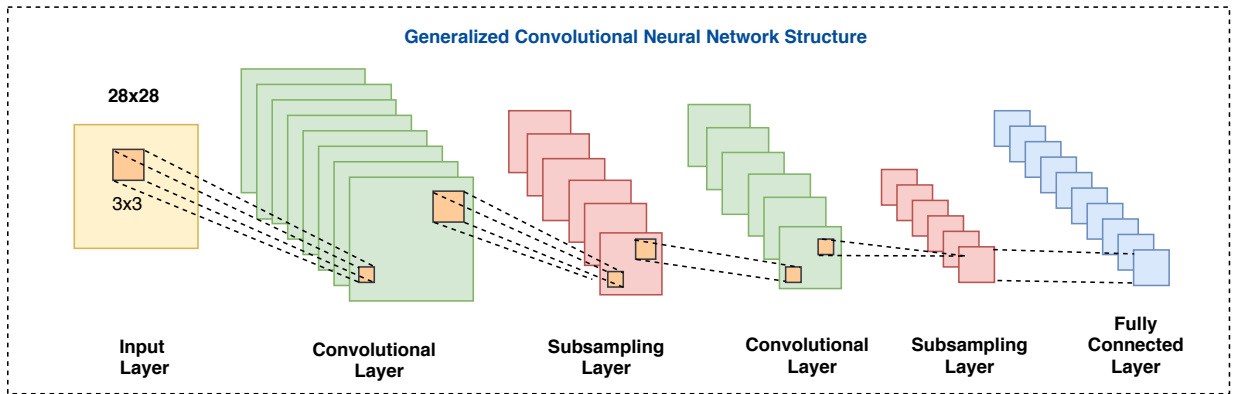 Generalized Convolutional Neural Network Structure
28x28
3x3
Input
Layer
Convolutional
Layer
Subsampling
Layer
Convolutional
Layer
Subsampling
Layer
Fully
Connected
Layer